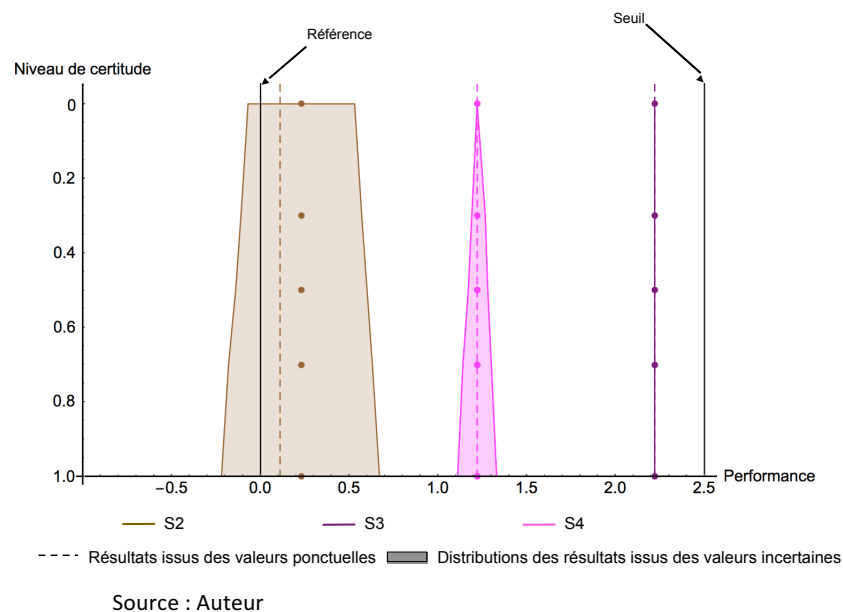 Seuil
Référence
Niveau de certitude
0
0.2
0.4
0.6
0.8
1.0
−0.5
0.0
0.5
1.0
1.5
2.0
2.5
Performance
S2
S3
S4
Résultats issus des valeurs ponctuelles
Distributions des résultats issus des valeurs incertaines
Source : Auteur